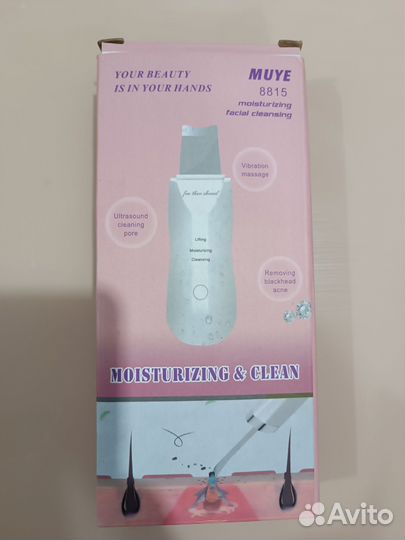 YOUR BEAUTY
IS IN YOUR HANDS
MUYE
8815
moisturizing
facial cleansing
Vibration
massage
Ultrasound
cleaning
pore
Lifting
Moisturizing
Cleansing
Removing
blackhead
acne
MOISTURIZING & CLEAN
Avito